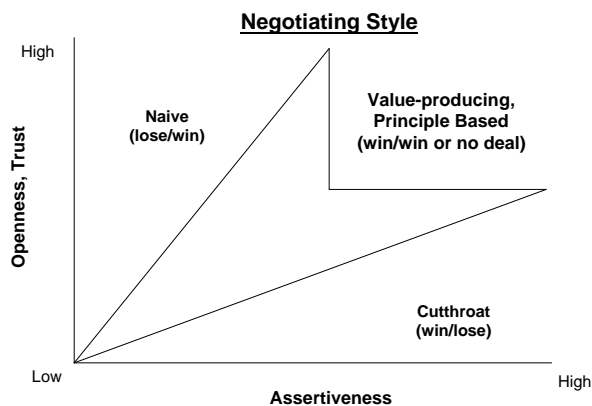 Negotiating Style
High
Naive
(lose/win)
Value-producing,
Principle Based
(win/win or no deal)
Openness, Trust
Cutthroat
(win/lose)
Low
High
Assertiveness